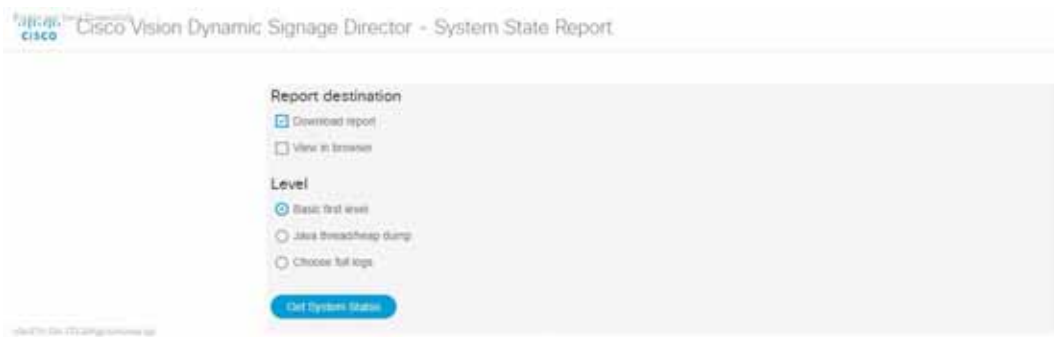 cisco Cisco Vision Dynamic Signage Director - System State Report
Report destination
Download report
View in browser
Level
Basic first level
Java thread/heap dump
Choose full logs
Get System Status